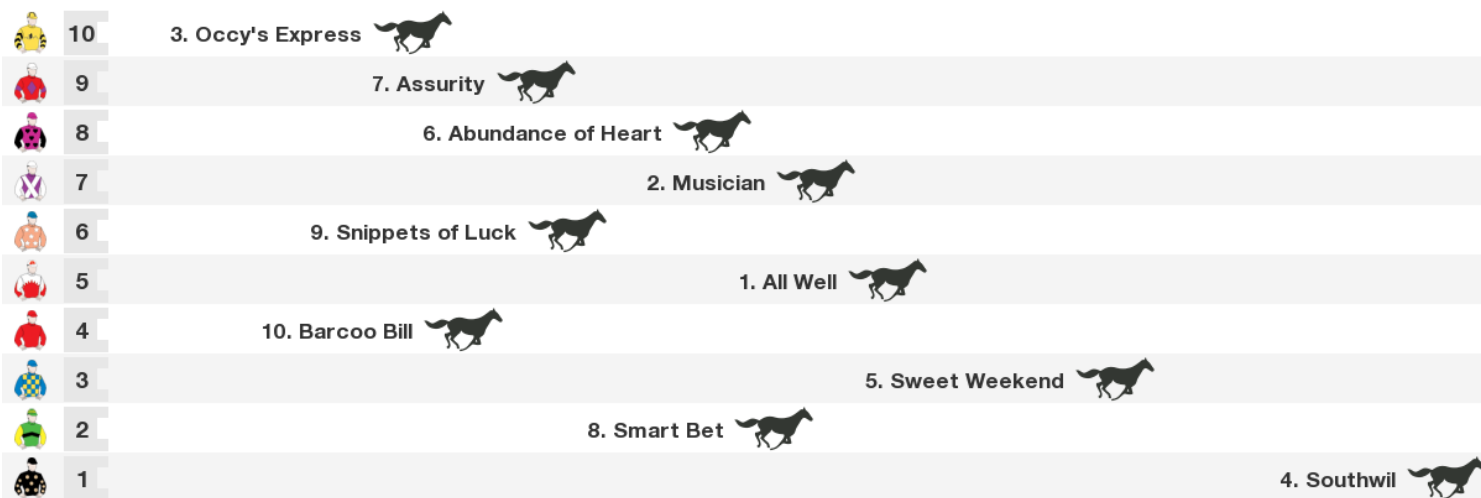 10 3. Occy's Express
9 7. Assurity
8 6. Abundance of Heart
7 2. Musician
6 9. Snippets of Luck
5 1. All Well
4 10. Barcoo Bill
3 5. Sweet Weekend
2 8. Smart Bet
1 4. Southwil